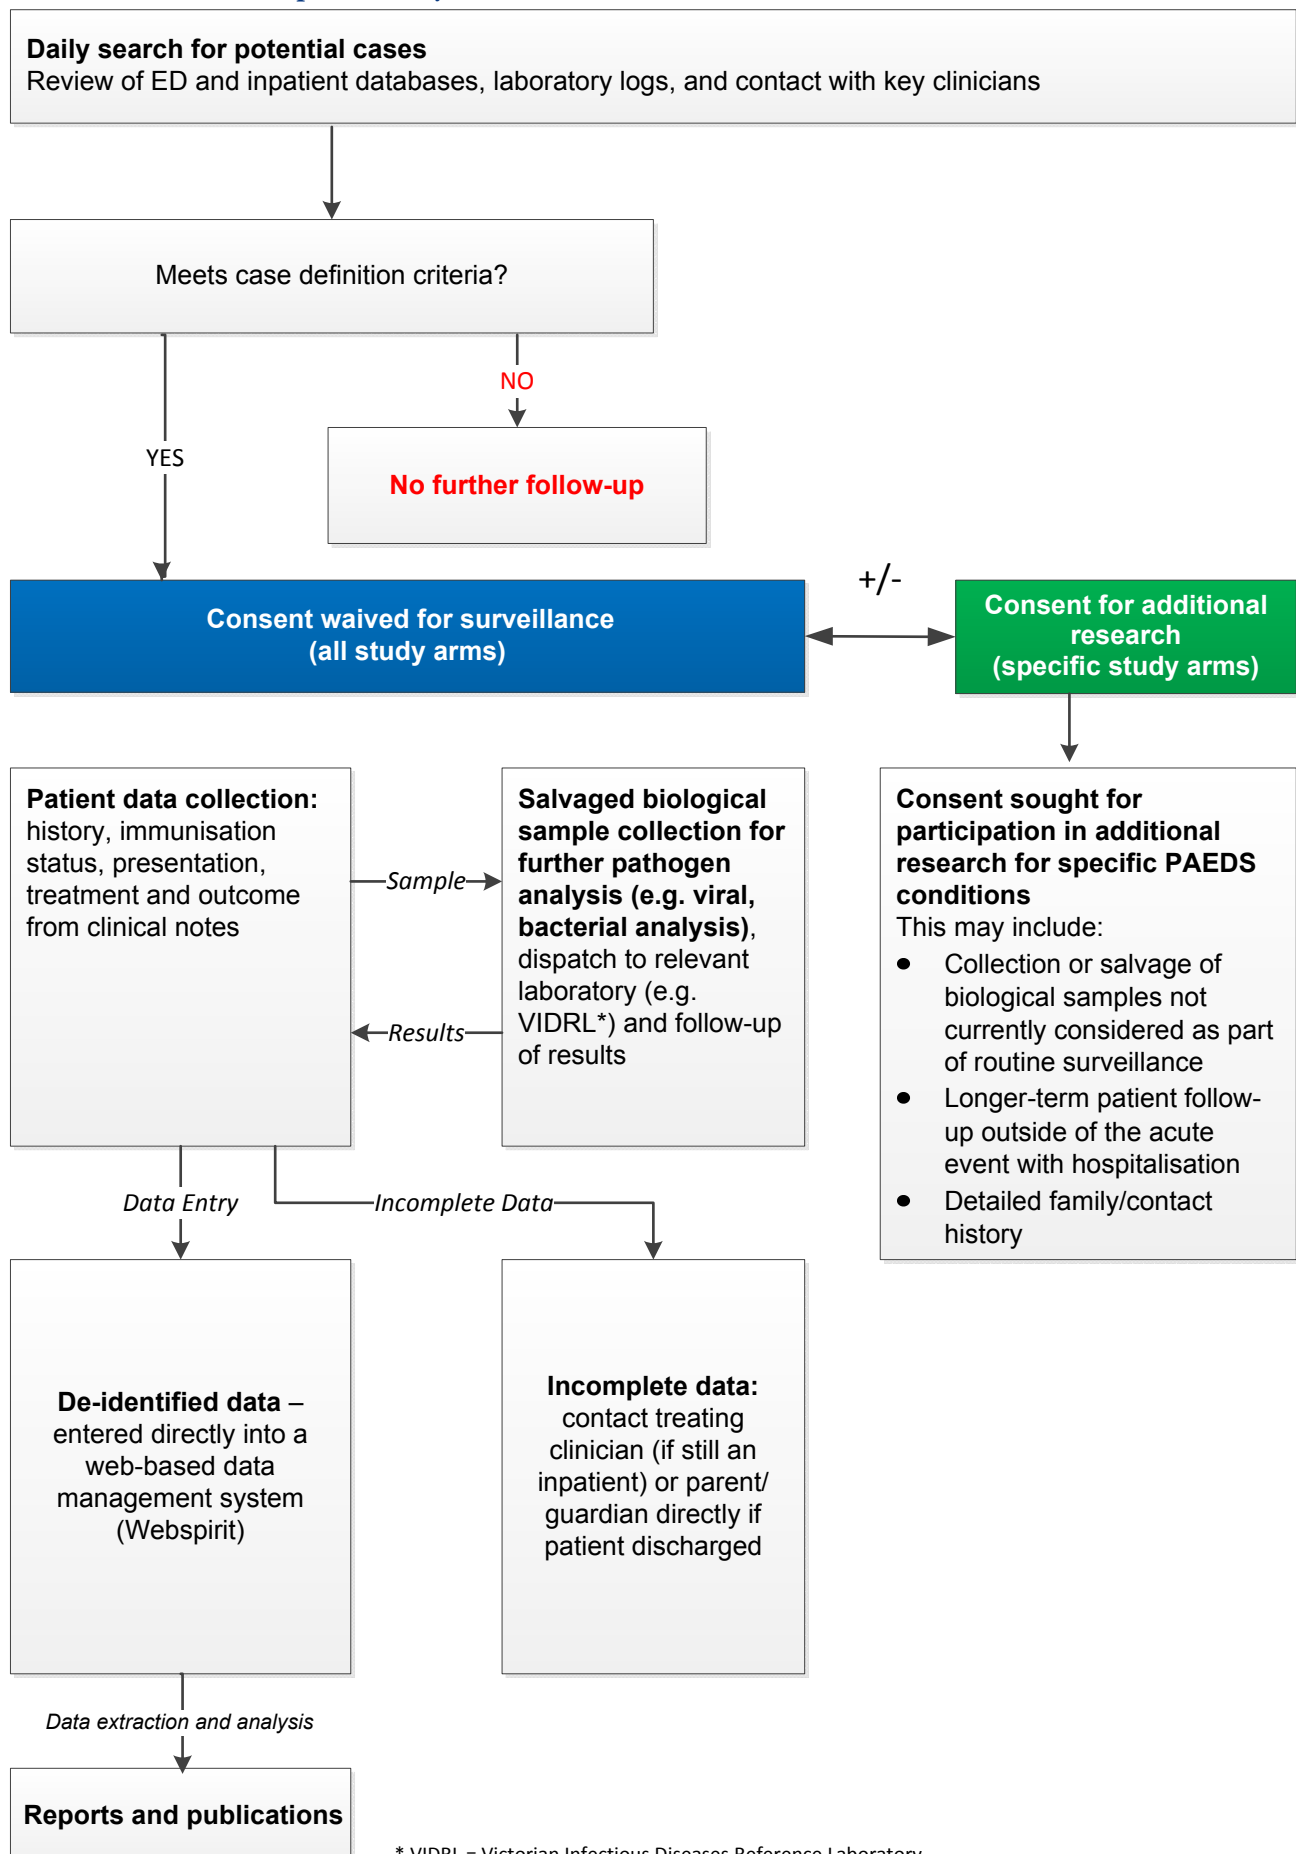 Daily search for potential cases
Review of ED and inpatient databases, laboratory logs, and contact with key clinicians
Meets case definition criteria?
NO
YES
No further follow-up
+/-
Consent waived for surveillance
(all study arms)
Consent for additional
research
(specific study arms)
Patient data collection:
history, immunisation
status, presentation,
treatment and outcome
from clinical notes
Sample
Results
Salvaged biological
sample collection for
further pathogen
analysis (e.g. viral,
bacterial analysis),
dispatch to relevant
laboratory (e.g.
VIDRL*) and follow-up
of results
Consent sought for
participation in additional
research for specific PAEDS
conditions
This may include:
● Collection or salvage of
biological samples not
currently considered as part
of routine surveillance
● Longer-term patient follow-
up outside of the acute
event with hospitalisation
● Detailed family/contact
history
Data Entry
Incomplete Data
De-identified data –
entered directly into a
web-based data
management system
(Webspirit)
Incomplete data:
contact treating
clinician (if still an
inpatient) or parent/
guardian directly if
patient discharged
Data extraction and analysis
Reports and publications
* VIDRL = Victorian Infectious Diseases Reference Laboratory